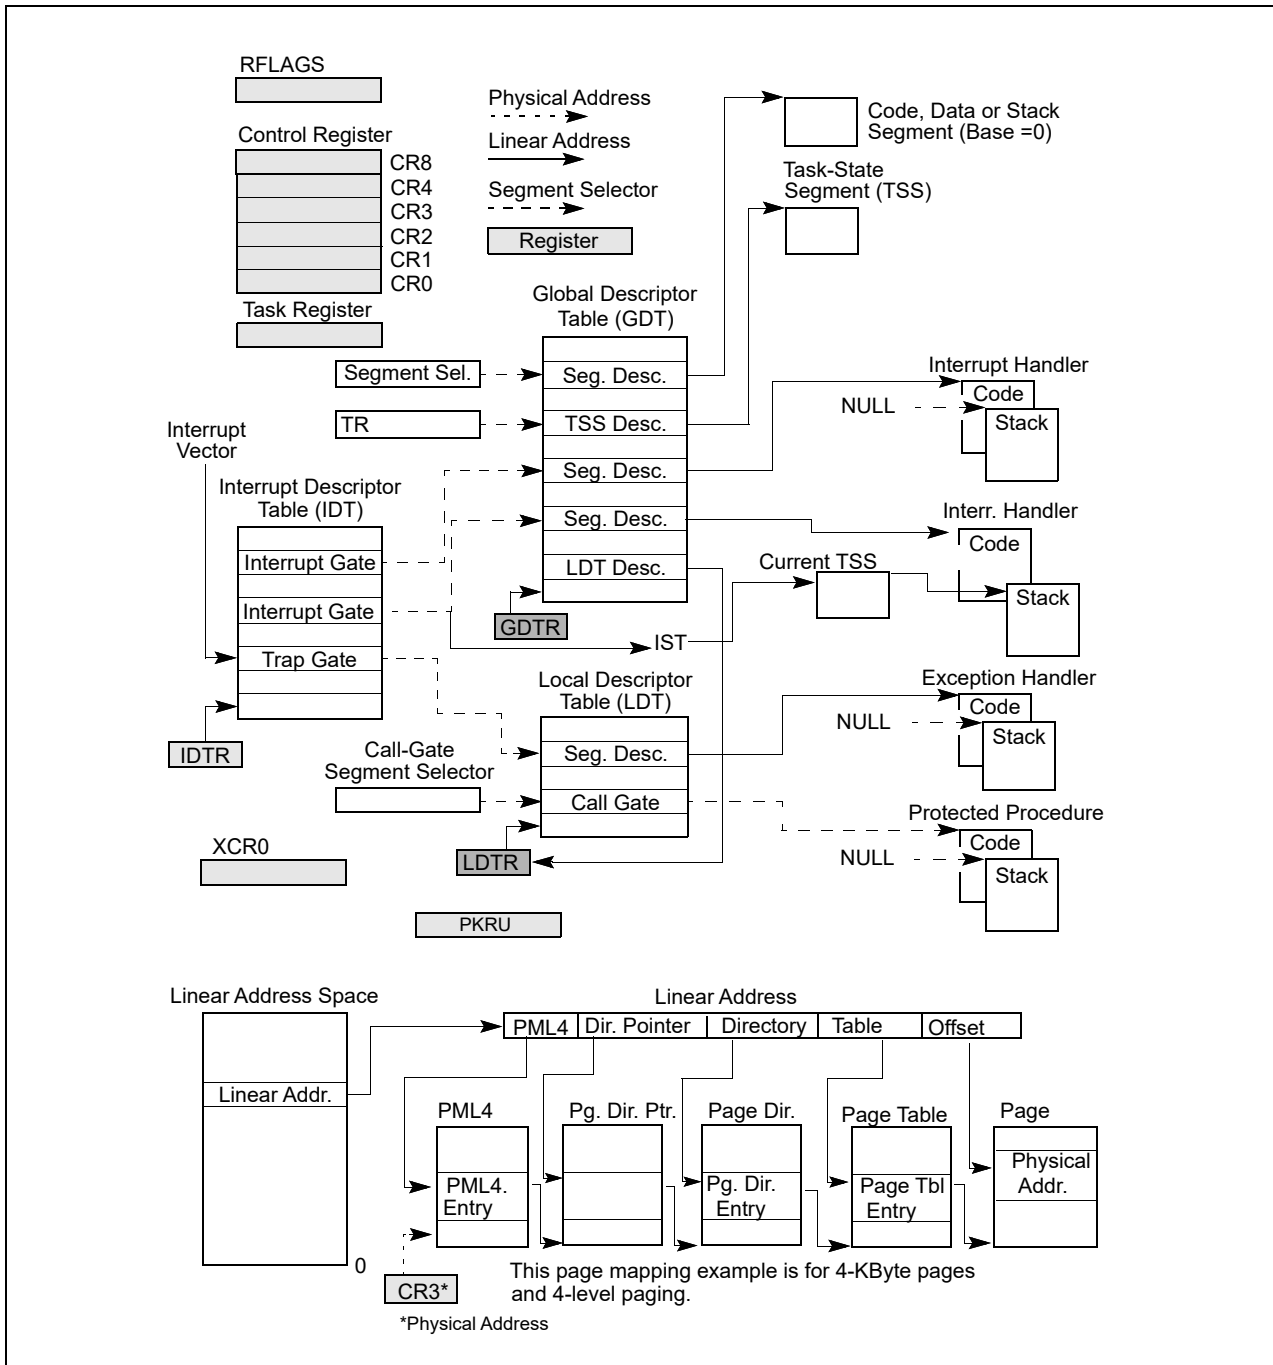 RFLAGS
Control Register
CR8
CR4
CR3
CR2
CR1
CR0
Task Register
Physical Address
Linear Address
Segment Selector
Register
Code, Data or Stack
Segment (Base =0)
Task-State
Segment (TSS)
Global Descriptor
Table (GDT)
Segment Sel.
Seg. Desc.
TR
TSS Desc.
Seg. Desc.
Seg. Desc.
LDT Desc.
GDTR
Interrupt Handler
Code
NULL
Stack
Interrupt
Vector
Interrupt Descriptor
Table (IDT)
Interrupt Gate
Interrupt Gate
Trap Gate
IDTR
Interr. Handler
Code
Current TSS
Stack
IST
Local Descriptor
Table (LDT)
Seg. Desc.
Call Gate
Call-Gate
Segment Selector
LDTR
Exception Handler
Code
NULL
Stack
Protected Procedure
Code
NULL
Stack
XCR0
PKRU
Linear Address Space
Linear Addr.
0
Linear Address
PML4 Dir. Pointer Directory Table Offset
PML4
Pg. Dir. Ptr.
Page Dir.
Page Table
Page
PML4.
Entry
Pg. Dir.
Entry
Page Tbl
Entry
Physical
Addr.
CR3*
*Physical Address
This page mapping example is for 4-KByte pages
and 4-level paging.